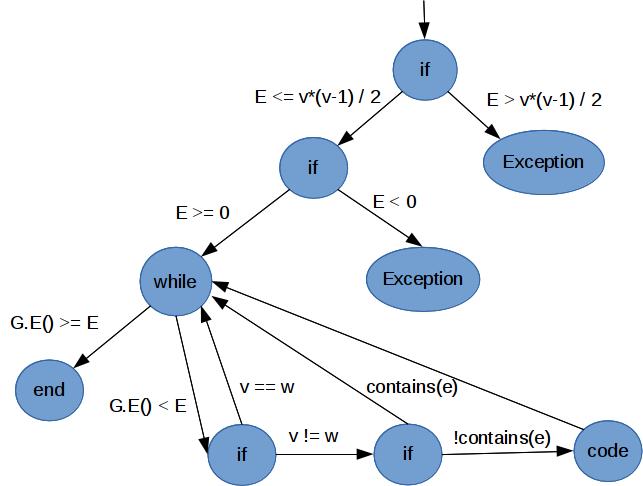 if
E <= v*(v-1) / 2
E > v*(v-1) / 2
if
Exception
E >= 0
E < 0
while
Exception
G.E() >= E
end
G.E() < E
v == w
contains(e)
if
v != w
if
!contains(e)
code